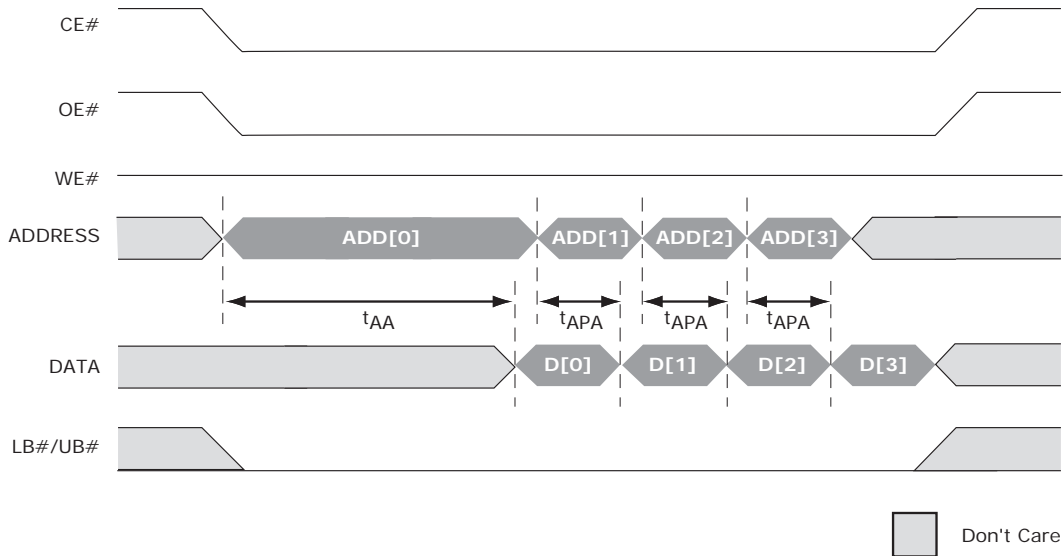 CE#
OE#
WE#
ADDRESS
ADD[0] ADD[1] ADD[2] ADD[3]
tAA tAPA tAPA tAPA
DATA
D[0] D[1] D[2] D[3]
LB#/UB#
Don't Care